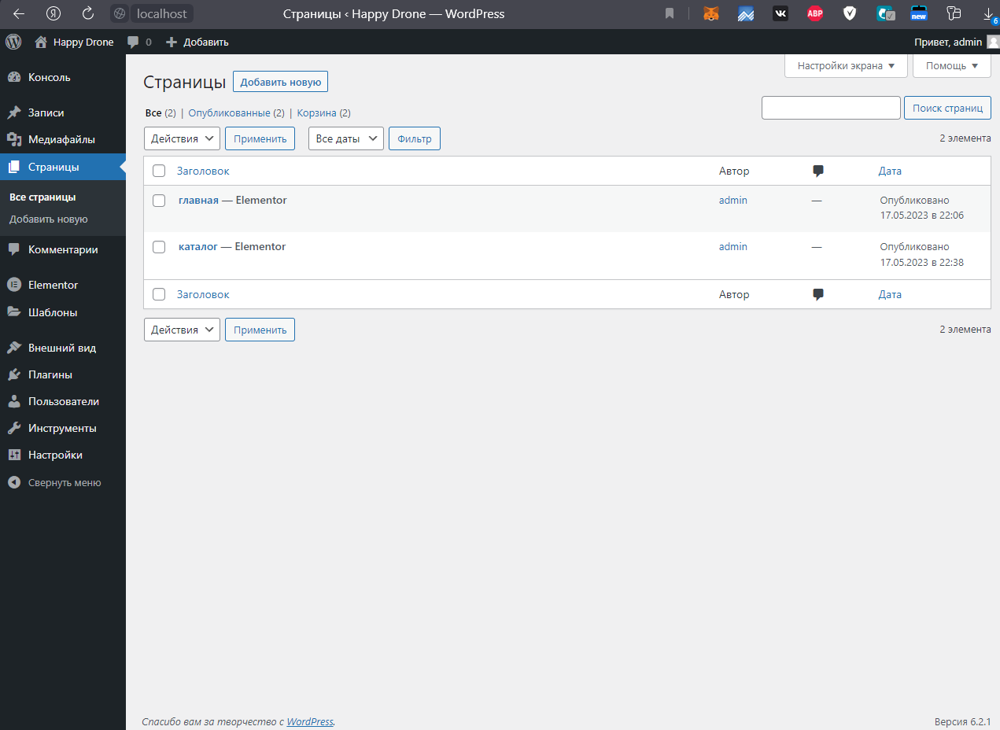 Я localhost Страницы ‹ Happy Drone — WordPress VK ABP new 6
Happy Drone 0 Добавить Привет, admin
Настройки экрана Помощь
Консоль
Записи
Медиафайлы
Страницы
Все страницы
Добавить новую
Комментарии
Elementor
Шаблоны
Внешний вид
Плагины
Пользователи
Инструменты
Настройки
Свернуть меню
Страницы Добавить новую
Все (2) | Опубликованные (2) | Корзина (2)
Поиск страниц
Действия Применить Все даты Фильтр 2 элемента
Заголовок Автор Дата
главная — Elementor admin — Опубликовано
17.05.2023 в 22:06
каталог — Elementor admin — Опубликовано
17.05.2023 в 22:38
Заголовок Автор Дата
Действия Применить 2 элемента
Спасибо вам за творчество с WordPress. Версия 6.2.1